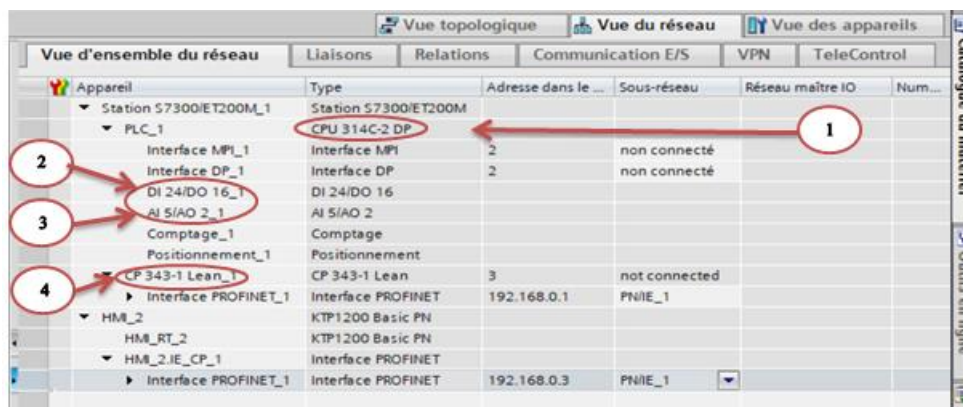 Vue topologique Vue du réseau Vue des appareils
Vue d'ensemble du réseau Liaisons Relations Communication E/S VPN TeleControl
Appareil Type Adresse dans le ... Sous-réseau Réseau maître IO Num...
Station S7300/ET200M_1 Station S7300/ET200M
PLC_1 CPU 314C-2 DP
1
Interface MPI_1 Interface MPI 2 non connecté
2
Interface DP_1 Interface DP 2 non connecté
DI 24/DO 16_1 DI 24/DO 16
3
AI 5/AO 2_1 AI 5/AO 2
Comptage_1 Comptage
Positionnement_1 Positionnement
4
CP 343-1 Lean_1 CP 343-1 Lean 3 not connected
Interface PROFINET_1 Interface PROFINET 192.168.0.1 PN/IE_1
HMI_2 KTP1200 Basic PN
HMI_RT_2 KTP1200 Basic PN
HMI_2.IE_CP_1 Interface PROFINET
Interface PROFINET_1 Interface PROFINET 192.168.0.3 PN/IE_1
Catalogue du matériel
Outils en ligne